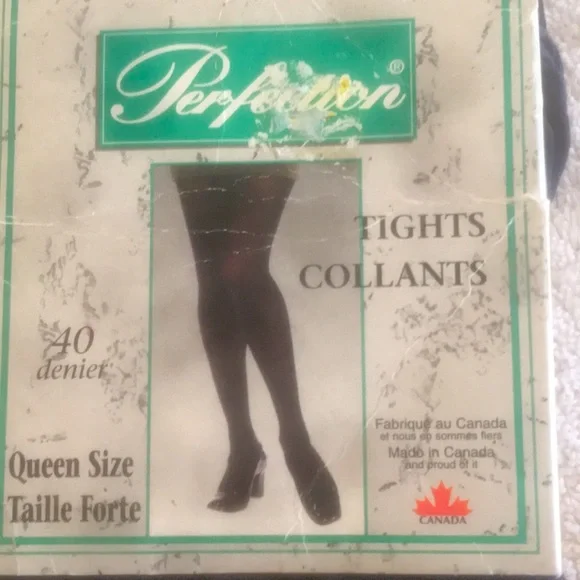 Perfection®
TIGHTS
COLLANTS
40
denier
Fabriqué au Canada
et nous en sommes fiers
Made in Canada
and proud of it
Queen Size
Taille Forte
CANADA